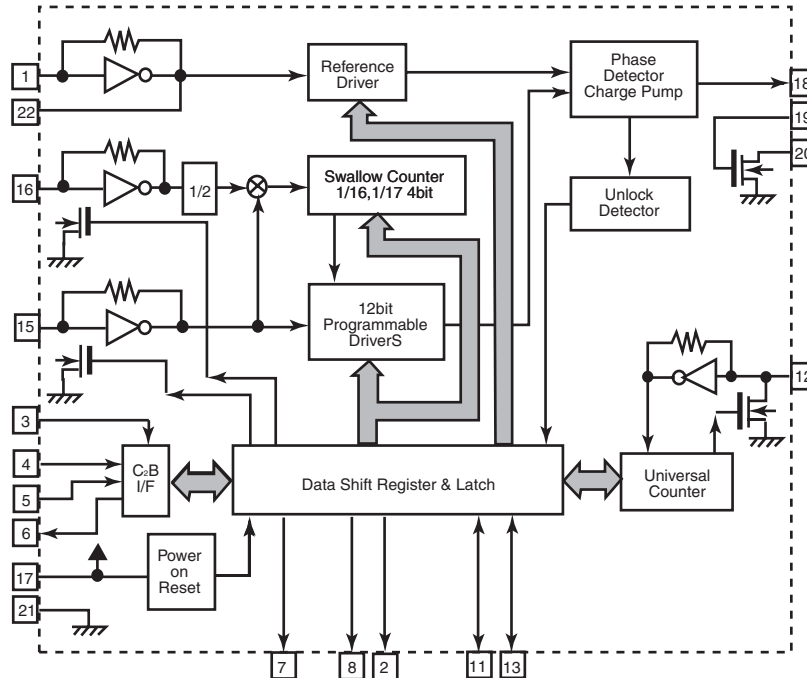 1
22
16
15
3
4
5
6
17
21
7
8
2
11
13
12
18
19
20
Reference
Driver
Phase
Detector
Charge Pump
1/2
Swallow Counter
1/16,1/17 4bit
Unlock
Detector
12bit
Programmable
DriverS
C₂B
I/F
Data Shift Register & Latch
Universal
Counter
Power
on
Reset